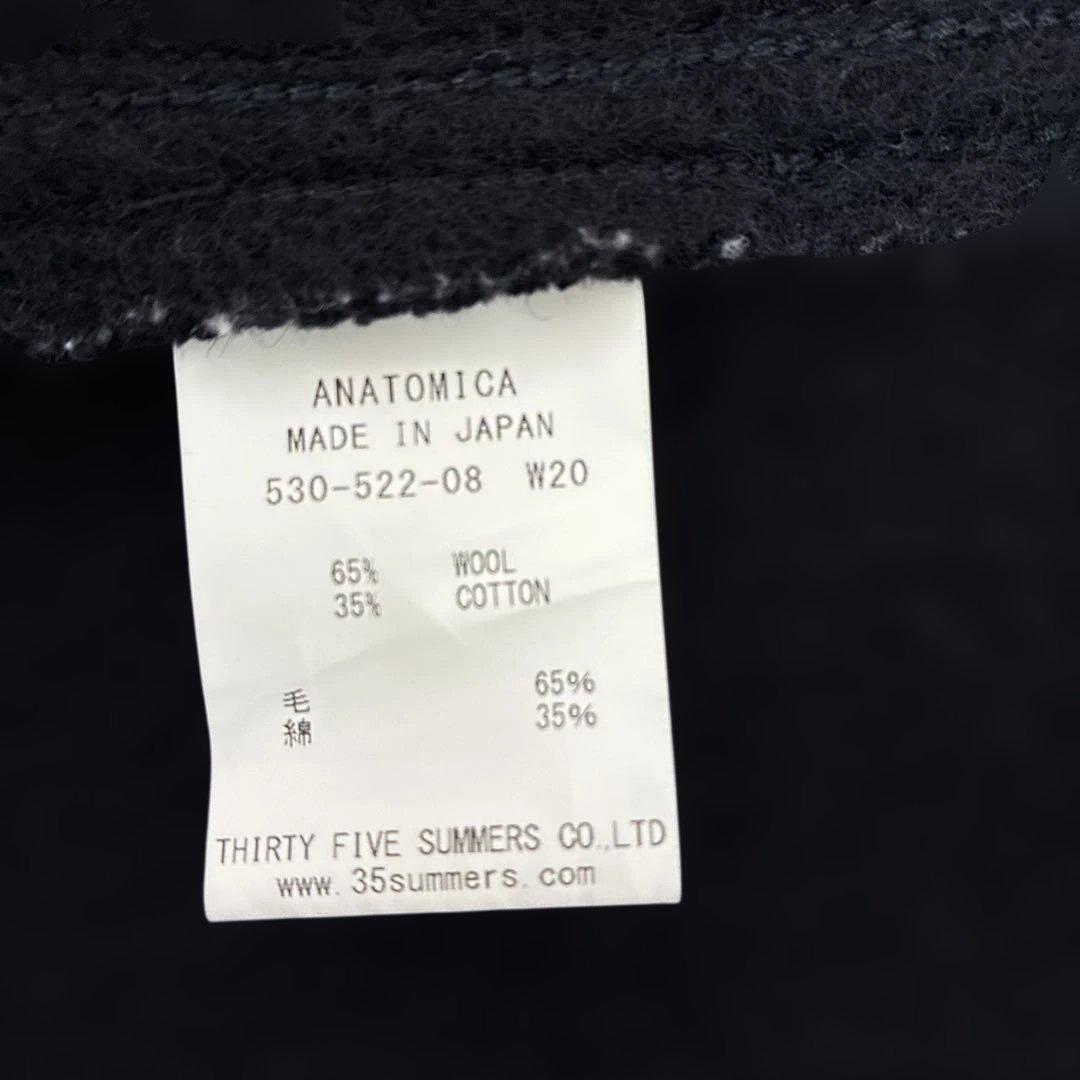 ANATOMICA
MADE IN JAPAN
530-522-08 W20
65% WOOL
35% COTTON
毛 65%
綿 35%
THIRTY FIVE SUMMERS CO.,LTD
www.35summers.com